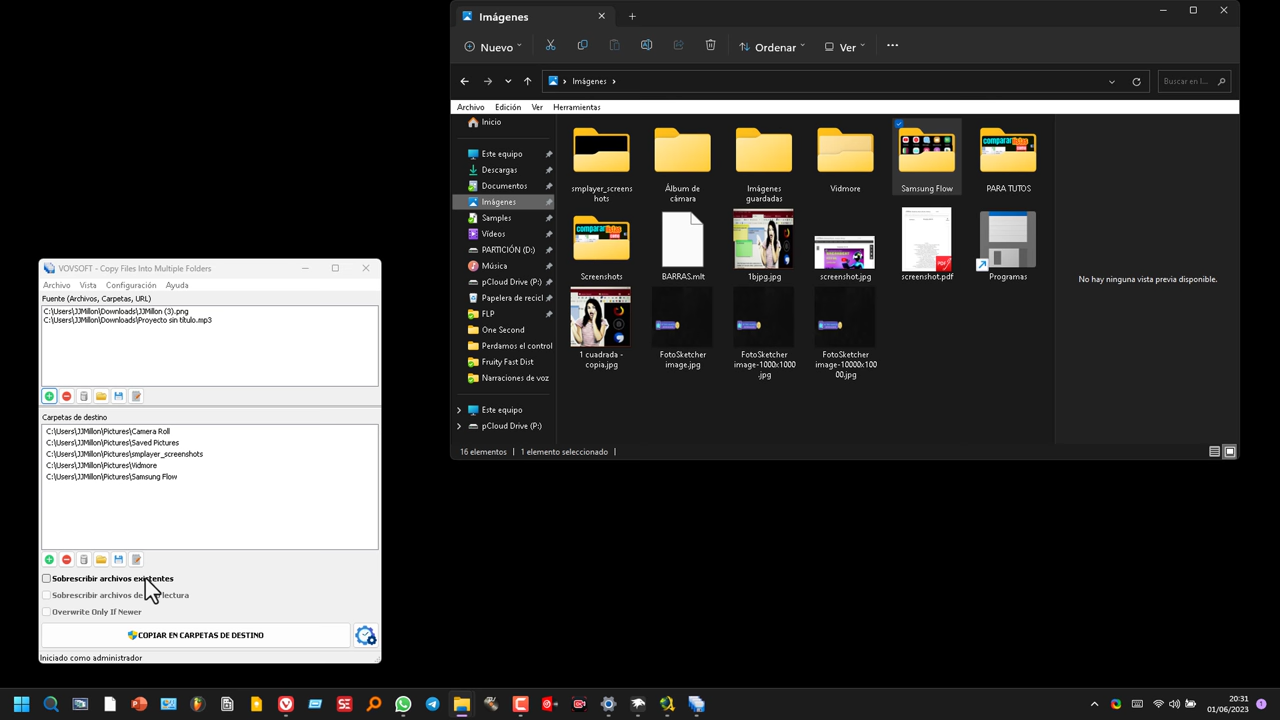 Imágenes
Nuevo
Ordenar
Ver
Imágenes
Buscar en I...
Archivo Edición Ver Herramientas
Inicio
Este equipo
Descargas
Documentos
Imágenes
Samples
Vídeos
PARTICIÓN (D:)
Música
pCloud Drive (P:)
Papelera de recicl
FLP
One Second
Perdamos el control
Fruity Fast Dist
Narraciones de voz
Este equipo
pCloud Drive (P:)
smplayer_screens
hots
Álbum de
cámara
Imágenes
guardadas
Vidmore
Samsung Flow
PARA TUTOS
Screenshots
BARRAS.mlt
1bjpg.jpg
screenshot.jpg
screenshot.pdf
Programas
1 cuadrada -
copia.jpg
FotoSketcher
image.jpg
FotoSketcher
image-1000x1000
.jpg
FotoSketcher
image-10000x100
00.jpg
No hay ninguna vista previa disponible.
16 elementos
1 elemento seleccionado
VOVSOFT - Copy Files Into Multiple Folders
Archivo Vista Configuración Ayuda
Fuente (Archivos, Carpetas, URL)
C:\Users\JJMillon\Downloads\JJMillon (3).png
C:\Users\JJMillon\Downloads\Proyecto sin título.mp3
Carpetas de destino
C:\Users\JJMillon\Pictures\Camera Roll
C:\Users\JJMillon\Pictures\Saved Pictures
C:\Users\JJMillon\Pictures\smplayer_screenshots
C:\Users\JJMillon\Pictures\Vidmore
C:\Users\JJMillon\Pictures\Samsung Flow
Sobrescribir archivos existentes
Sobrescribir archivos de lectura
Overwrite Only If Newer
COPIAR EN CARPETAS DE DESTINO
Iniciado como administrador
20:31
01/06/2023
1